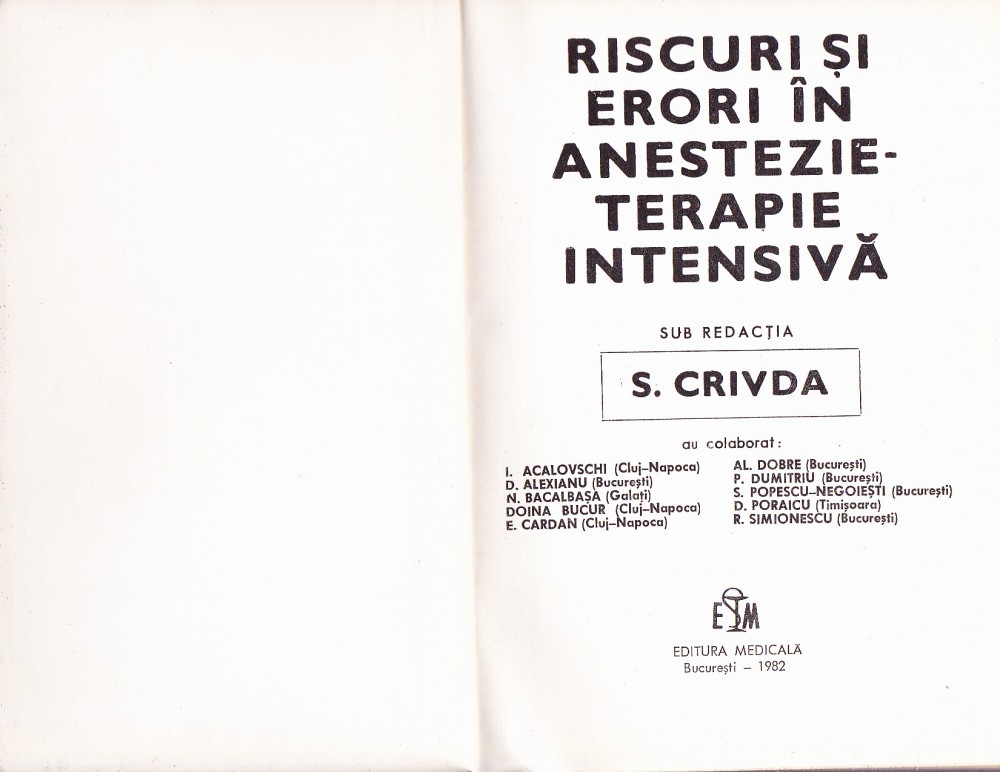 RISCURI ȘI
ERORI ÎN
ANESTEZIE-
TERAPIE
INTENSIVĂ
SUB REDACȚIA
S. CRIVDA
au colaborat:
I. ACALOVSCHI (Cluj–Napoca)
D. ALEXIANU (București)
N. BACALBAȘA (Galați)
DOINA BUCUR (Cluj–Napoca)
E. CARDAN (Cluj–Napoca)
AL. DOBRE (București)
P. DUMITRIU (București)
S. POPESCU–NEGOIEȘTI (București)
D. PORAICU (Timișoara)
R. SIMIONESCU (București)
E M
EDITURA MEDICALĂ
București – 1982